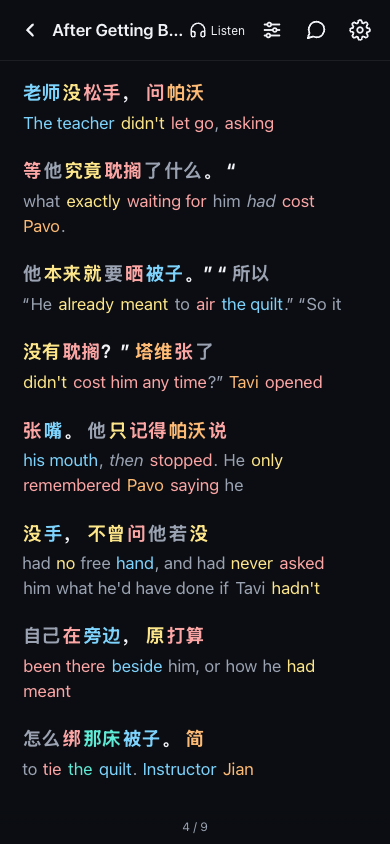 After Getting B... Listen
老师没松手， 问帕沃
The teacher didn't let go, asking
等他究竟耽搁了什么。“
what exactly waiting for him had cost
Pavo.
他本来就要晒被子。”“所以
“He already meant to air the quilt.” “So it
没有耽搁？”塔维张了
didn't cost him any time?” Tavi opened
张嘴。 他只记得帕沃说
his mouth, then stopped. He only
remembered Pavo saying he
没手， 不曾问他若没
had no free hand, and had never asked
him what he'd have done if Tavi hadn't
自己在旁边， 原打算
been there beside him, or how he had
meant
怎么绑那床被子。 简
to tie the quilt. Instructor Jian
4 / 9